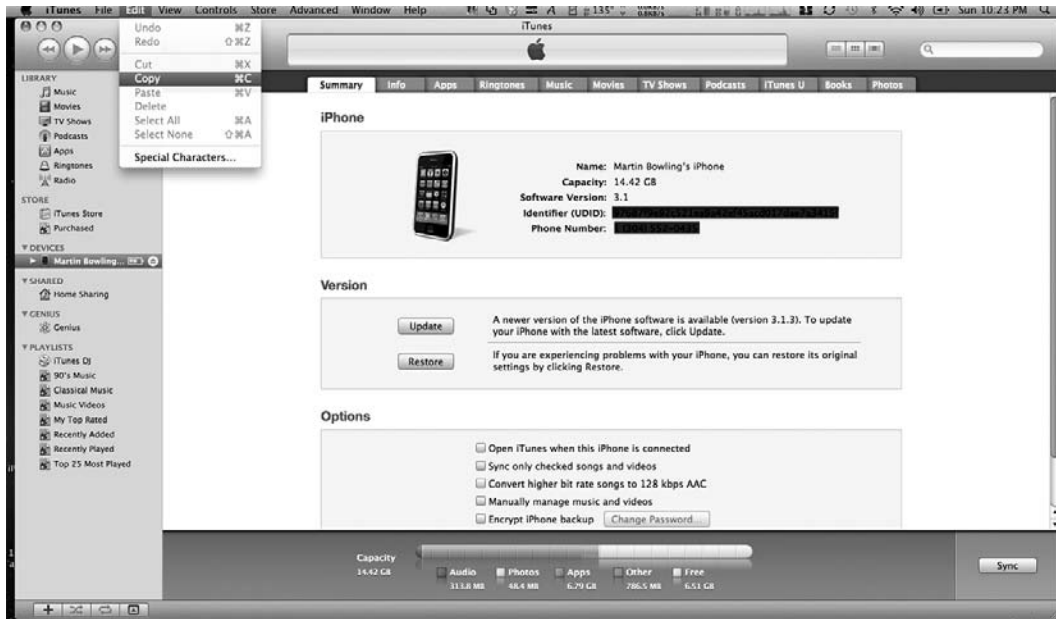 iTunes File Edit View Controls Store Advanced Window Help 135° Sun 10:23 PM
iTunes
Undo ⌘Z
Redo ⇧⌘Z
Cut ⌘X
Copy ⌘C
Paste ⌘V
Delete
Select All ⌘A
Select None ⇧⌘A
Special Characters...
LIBRARY
Music
Movies
TV Shows
Podcasts
Apps
Ringtones
Radio
STORE
iTunes Store
Purchased
▼ DEVICES
Martin Bowling...
▼ SHARED
Home Sharing
▼ GENIUS
Genius
▼ PLAYLISTS
iTunes DJ
90's Music
Classical Music
Music Videos
My Top Rated
Recently Added
Recently Played
Top 25 Most Played
Summary Info Apps Ringtones Music Movies TV Shows Podcasts iTunes U Books Photos
iPhone
Name: Martin Bowling's iPhone
Capacity: 14.42 GB
Software Version: 3.1
Identifier (UDID):
Phone Number:
Version
Update
A newer version of the iPhone software is available (version 3.1.3). To update
your iPhone with the latest software, click Update.
Restore
If you are experiencing problems with your iPhone, you can restore its original
settings by clicking Restore.
Options
Open iTunes when this iPhone is connected
Sync only checked songs and videos
Convert higher bit rate songs to 128 kbps AAC
Manually manage music and videos
Encrypt iPhone backup Change Password...
Capacity
14.42 GB
Audio
313.8 MB
Photos
48.4 MB
Apps
6.79 GB
Other
786.5 MB
Free
6.51 GB
Sync